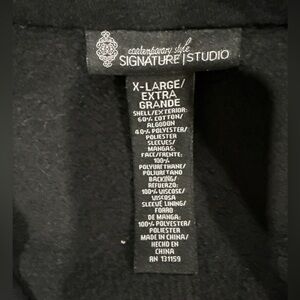 contemporary style
SIGNATURE|STUDIO
X-LARGE/
EXTRA
GRANDE
SHELL/EXTERIOR:
60% COTTON/
ALGODON
40% POLYESTER/
POLIESTER
SLEEVES/
MANGAS:
FACE/FRENTE:
100%
POLYURETHANE/
POLIURETANO
BACKING/
REFUERZO:
100% VISCOSE/
VISCOSA
SLEEVE LINING/
FORRO
DE MANGA:
100% POLYESTER/
POLIESTER
MADE IN CHINA/
HECHO EN
CHINA
RN 131159